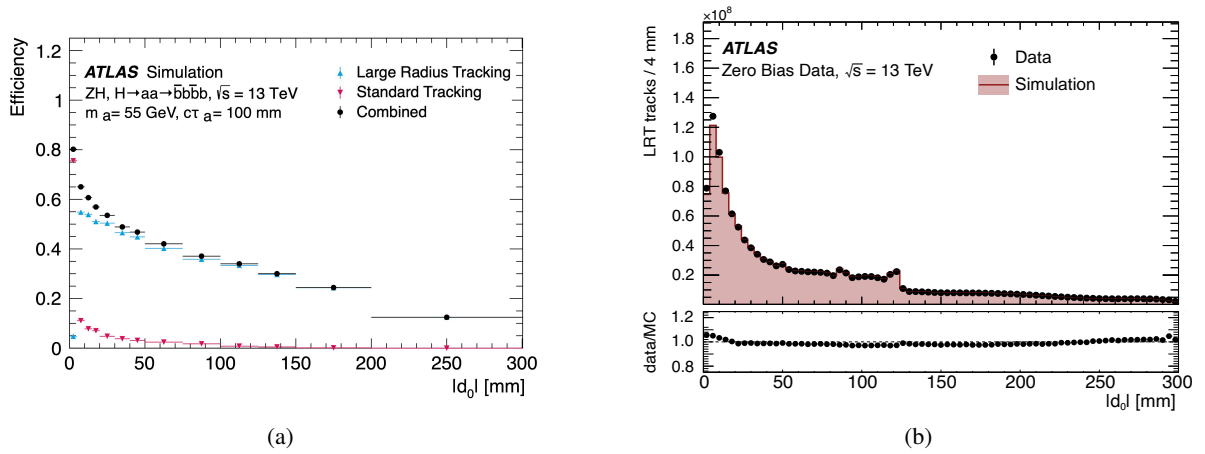 1.2
1
0.8
0.6
0.4
0.2
0
Efficiency
ATLAS Simulation
ZH, H→aa→b̄bb̄b, √s = 13 TeV
m a= 55 GeV, cτ a= 100 mm
Large Radius Tracking
Standard Tracking
Combined
0 50 100 150 200 250 300
|d₀| [mm]
(a)
×10⁸
1.8
1.6
1.4
1.2
1.0
0.8
0.6
0.4
0.2
LRT tracks / 4 mm
ATLAS
Zero Bias Data, √s = 13 TeV
Data
Simulation
1.2
1.0
0.8
data/MC
0 50 100 150 200 250 300
|d₀| [mm]
(b)